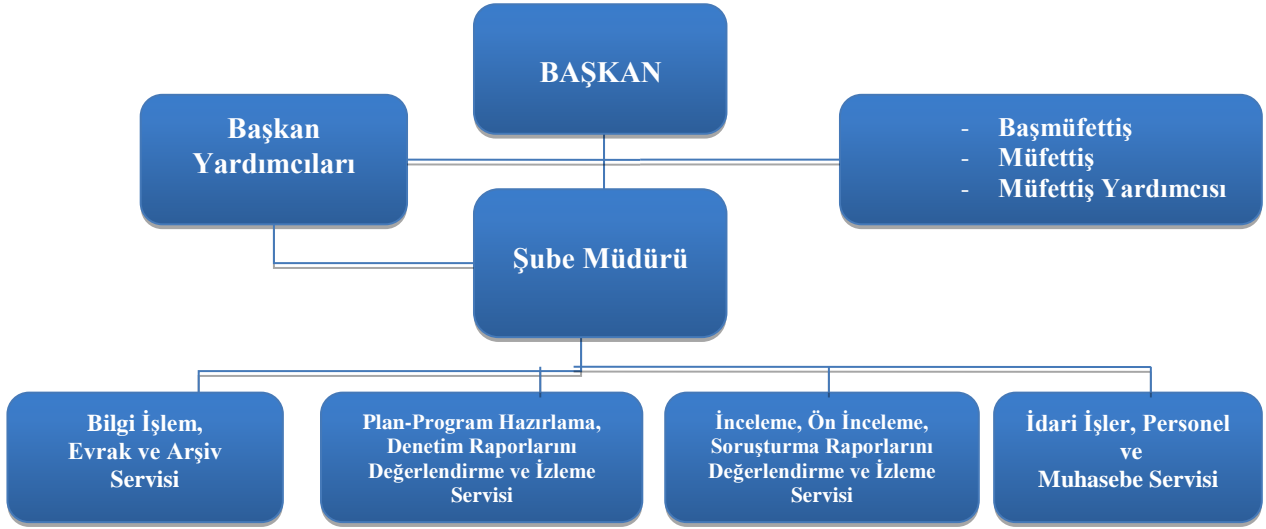 BAŞKAN
Başkan
Yardımcıları
- Başmüfettiş
- Müfettiş
- Müfettiş Yardımcısı
Şube Müdürü
Bilgi İşlem,
Evrak ve Arşiv
Servisi
Plan-Program Hazırlama,
Denetim Raporlarını
Değerlendirme ve İzleme
Servisi
İnceleme, Ön İnceleme,
Soruşturma Raporlarını
Değerlendirme ve İzleme
Servisi
İdari İşler, Personel
ve
Muhasebe Servisi